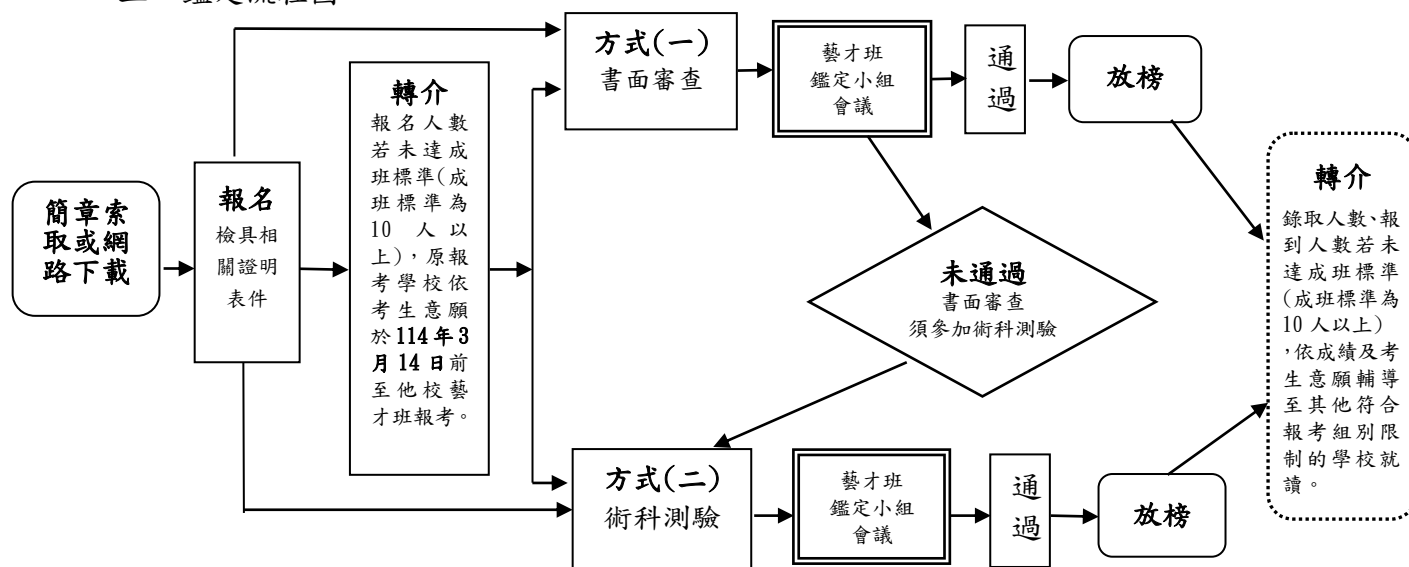 鑑定流程圖
簡章索
取或網
路下載
報名
檢具相
關證明
表件
轉介
報名人數
若未達成
班標準(成
班標準為
10 人以
上)，原報
考學校依
考生意願
於114年3
月14日前
至他校藝
才班報考。
方式(一)
書面審查
藝才班
鑑定小組
會議
通
過
放榜
未通過
書面審查
須參加術科測驗
方式(二)
術科測驗
藝才班
鑑定小組
會議
通
過
放榜
轉介
錄取人數、報
到人數若未
達成班標準
(成班標準為
10人以上)
，依成績及考
生意願輔導
至其他符合
報考組別限
制的學校就
讀。